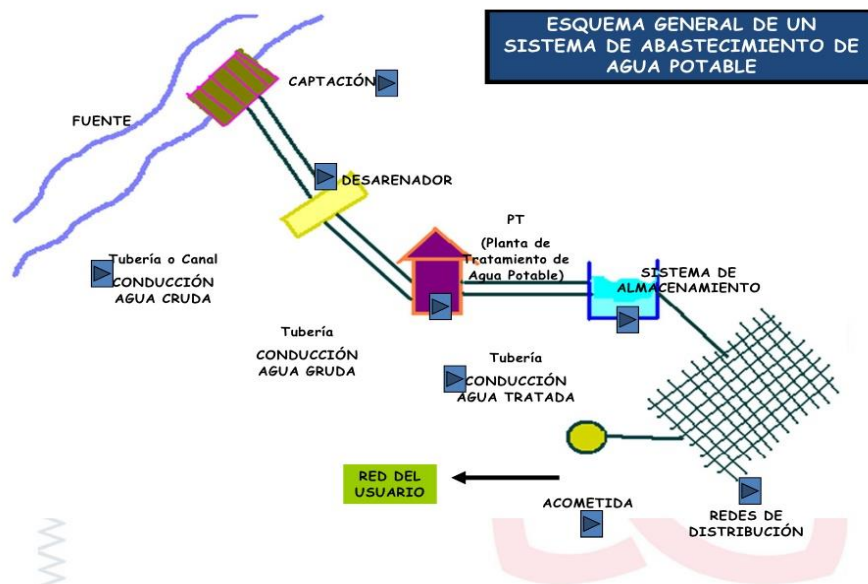 ESQUEMA GENERAL DE UN
SISTEMA DE ABASTECIMIENTO DE
AGUA POTABLE
CAPTACIÓN
FUENTE
DESARENADOR
PT
(Planta de
Tratamiento de
Agua Potable)
Tubería o Canal
CONDUCCIÓN
AGUA CRUDA
SISTEMA DE
ALMACENAMIENTO
Tubería
CONDUCCIÓN
AGUA GRUDA
Tubería
CONDUCCIÓN
AGUA TRATADA
RED DEL
USUARIO
ACOMETIDA
REDES DE
DISTRIBUCIÓN